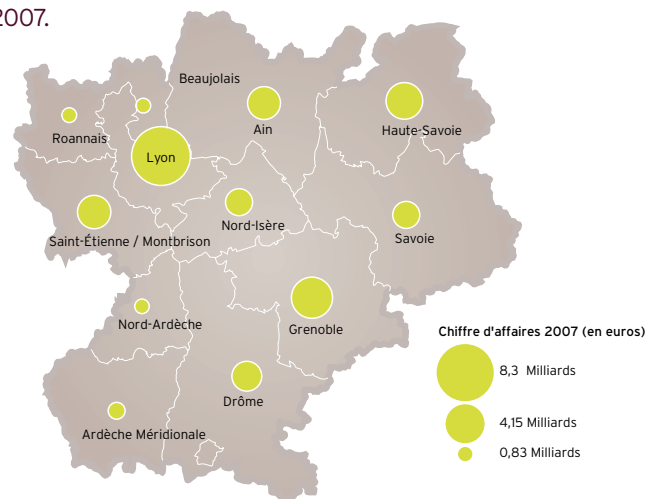 2007.
Beaujolais
Roannais
Ain
Haute-Savoie
Lyon
Saint-Étienne / Montbrison
Nord-Isère
Savoie
Nord-Ardèche
Grenoble
Drôme
Ardèche Méridionale
Chiffre d'affaires 2007 (en euros)
8,3 Milliards
4,15 Milliards
0,83 Milliards